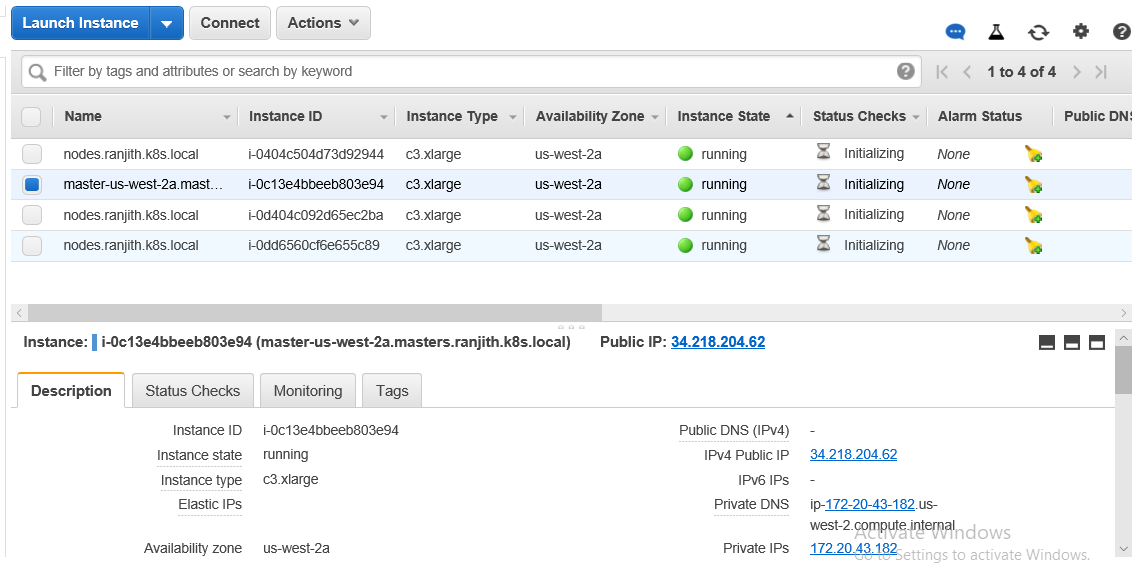 Launch Instance Connect Actions
Filter by tags and attributes or search by keyword ? 1 to 4 of 4
Name Instance ID Instance Type Availability Zone Instance State Status Checks Alarm Status Public DNS
nodes.ranjith.k8s.local i-0404c504d73d92944 c3.xlarge us-west-2a running Initializing None
master-us-west-2a.mast... i-0c13e4bbeeb803e94 c3.xlarge us-west-2a running Initializing None
nodes.ranjith.k8s.local i-0d404c092d65ec2ba c3.xlarge us-west-2a running Initializing None
nodes.ranjith.k8s.local i-0dd6560cf6e655c89 c3.xlarge us-west-2a running Initializing None
Instance: i-0c13e4bbeeb803e94 (master-us-west-2a.masters.ranjith.k8s.local) Public IP: 34.218.204.62
Description Status Checks Monitoring Tags
Instance ID i-0c13e4bbeeb803e94 Public DNS (IPv4) -
Instance state running IPv4 Public IP 34.218.204.62
Instance type c3.xlarge IPv6 IPs -
Elastic IPs Private DNS ip-172-20-43-182.us-
west-2.compute.internal
Availability zone us-west-2a Private IPs 172.20.43.182
Activate Windows
Go to Settings to activate Windows.